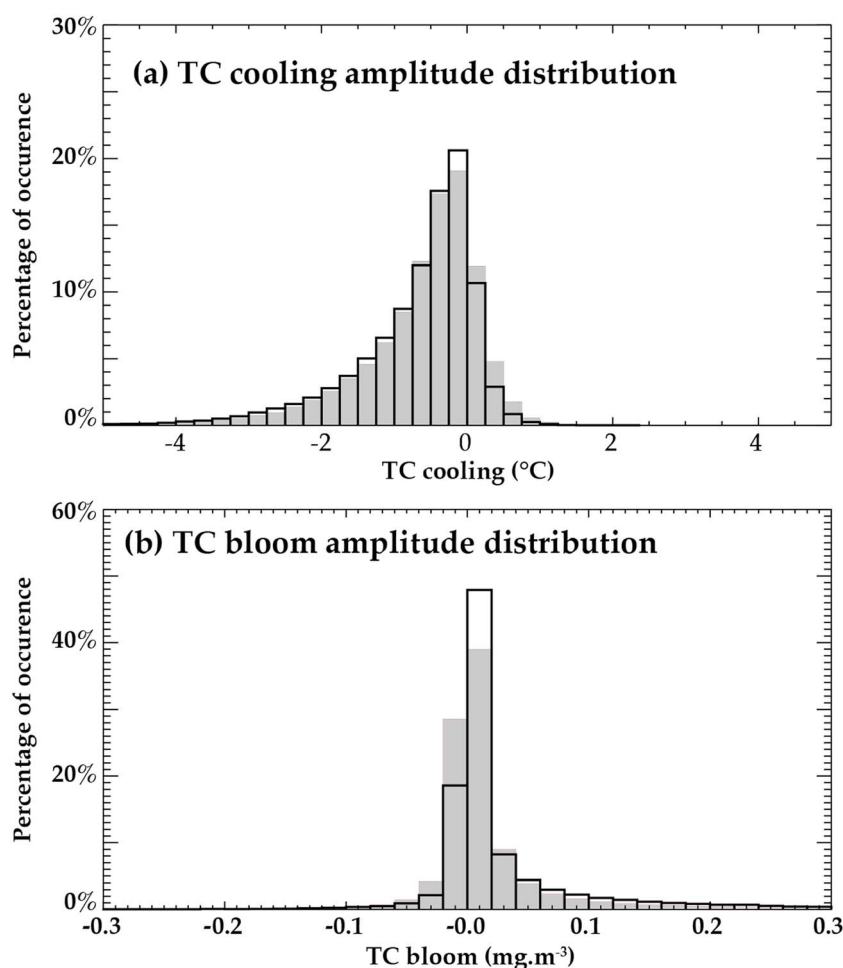 30%
(a) TC cooling amplitude distribution
20%
10%
0%
Percentage of occurence
-4 -2 0 2 4
TC cooling (°C)
60%
(b) TC bloom amplitude distribution
40%
20%
0%
Percentage of occurence
-0.3 -0.2 -0.1 -0.0 0.1 0.2 0.3
TC bloom (mg.m-3)